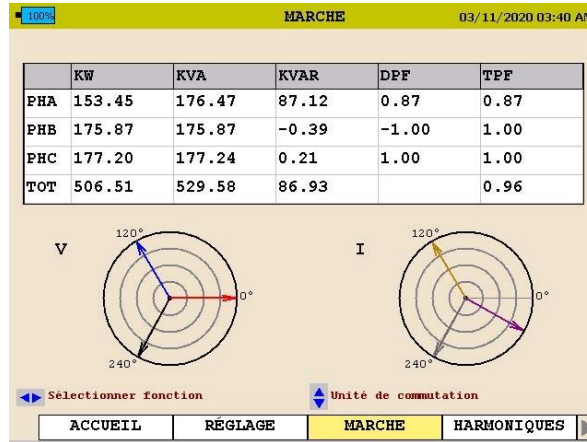 100% MARCHE 03/11/2020 03:40 AM
KW KVA KVAR DPF TPF
PHA 153.45 176.47 87.12 0.87 0.87
PHB 175.87 175.87 -0.39 -1.00 1.00
PHC 177.20 177.24 0.21 1.00 1.00
TOT 506.51 529.58 86.93 0.96
V 120° 0° 240°
I 120° 0° 240°
Sélectionner fonction Unité de commutation
ACCUEIL RÉGLAGE MARCHE HARMONIQUES